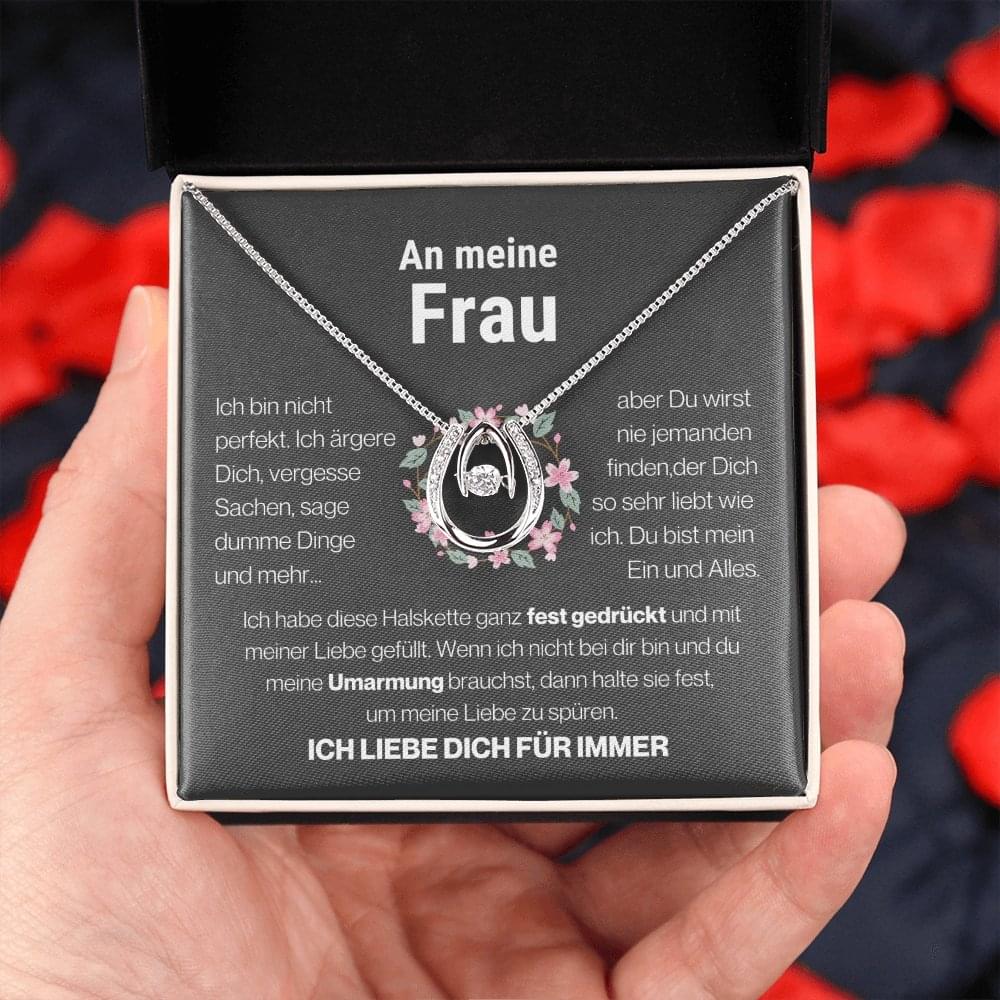 An meine
Frau
Ich bin nicht
perfekt. Ich ärgere
Dich, vergesse
Sachen, sage
dumme Dinge
und mehr...
aber Du wirst
nie jemanden
finden,der Dich
so sehr liebt wie
ich. Du bist mein
Ein und Alles.
Ich habe diese Halskette ganz fest gedrückt und mit
meiner Liebe gefüllt. Wenn ich nicht bei dir bin und du
meine Umarmung brauchst, dann halte sie fest,
um meine Liebe zu spüren.
ICH LIEBE DICH FÜR IMMER